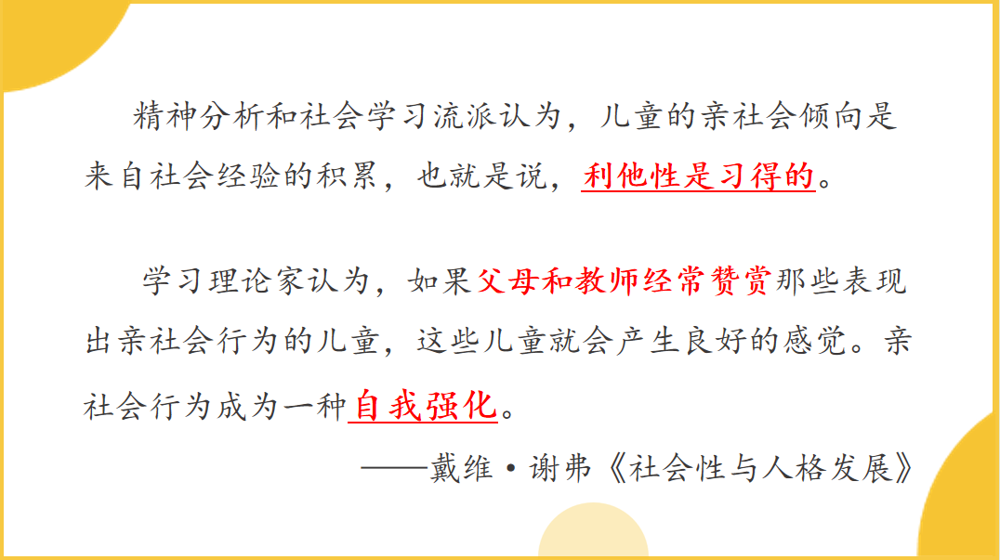 精神分析和社会学习流派认为，儿童的亲社会倾向是
来自社会经验的积累，也就是说，利他性是习得的。
学习理论家认为，如果父母和教师经常赞赏那些表现
出亲社会行为的儿童，这些儿童就会产生良好的感觉。亲
社会行为成为一种自我强化。
——戴维·谢弗《社会性与人格发展》